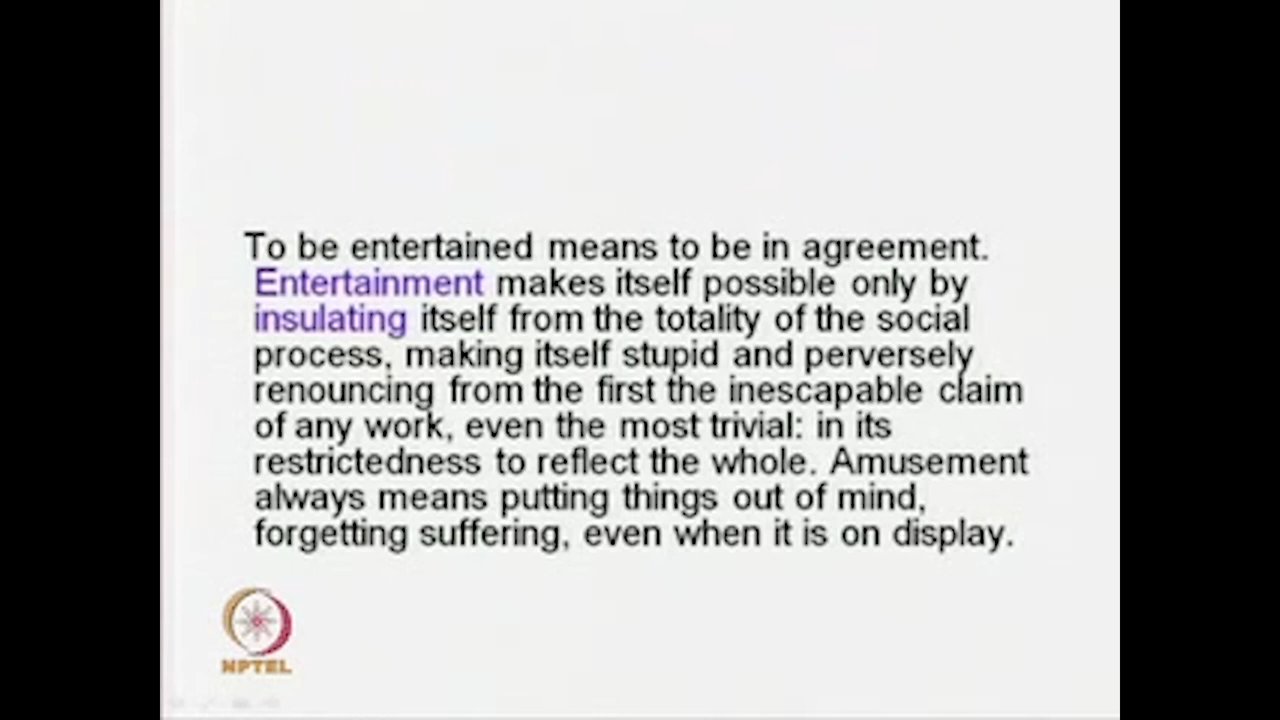 To be entertained means to be in agreement.
Entertainment makes itself possible only by
insulating itself from the totality of the social
process, making itself stupid and perversely
renouncing from the first the inescapable claim
of any work, even the most trivial: in its
restrictedness to reflect the whole. Amusement
always means putting things out of mind,
forgetting suffering, even when it is on display.
NPTEL